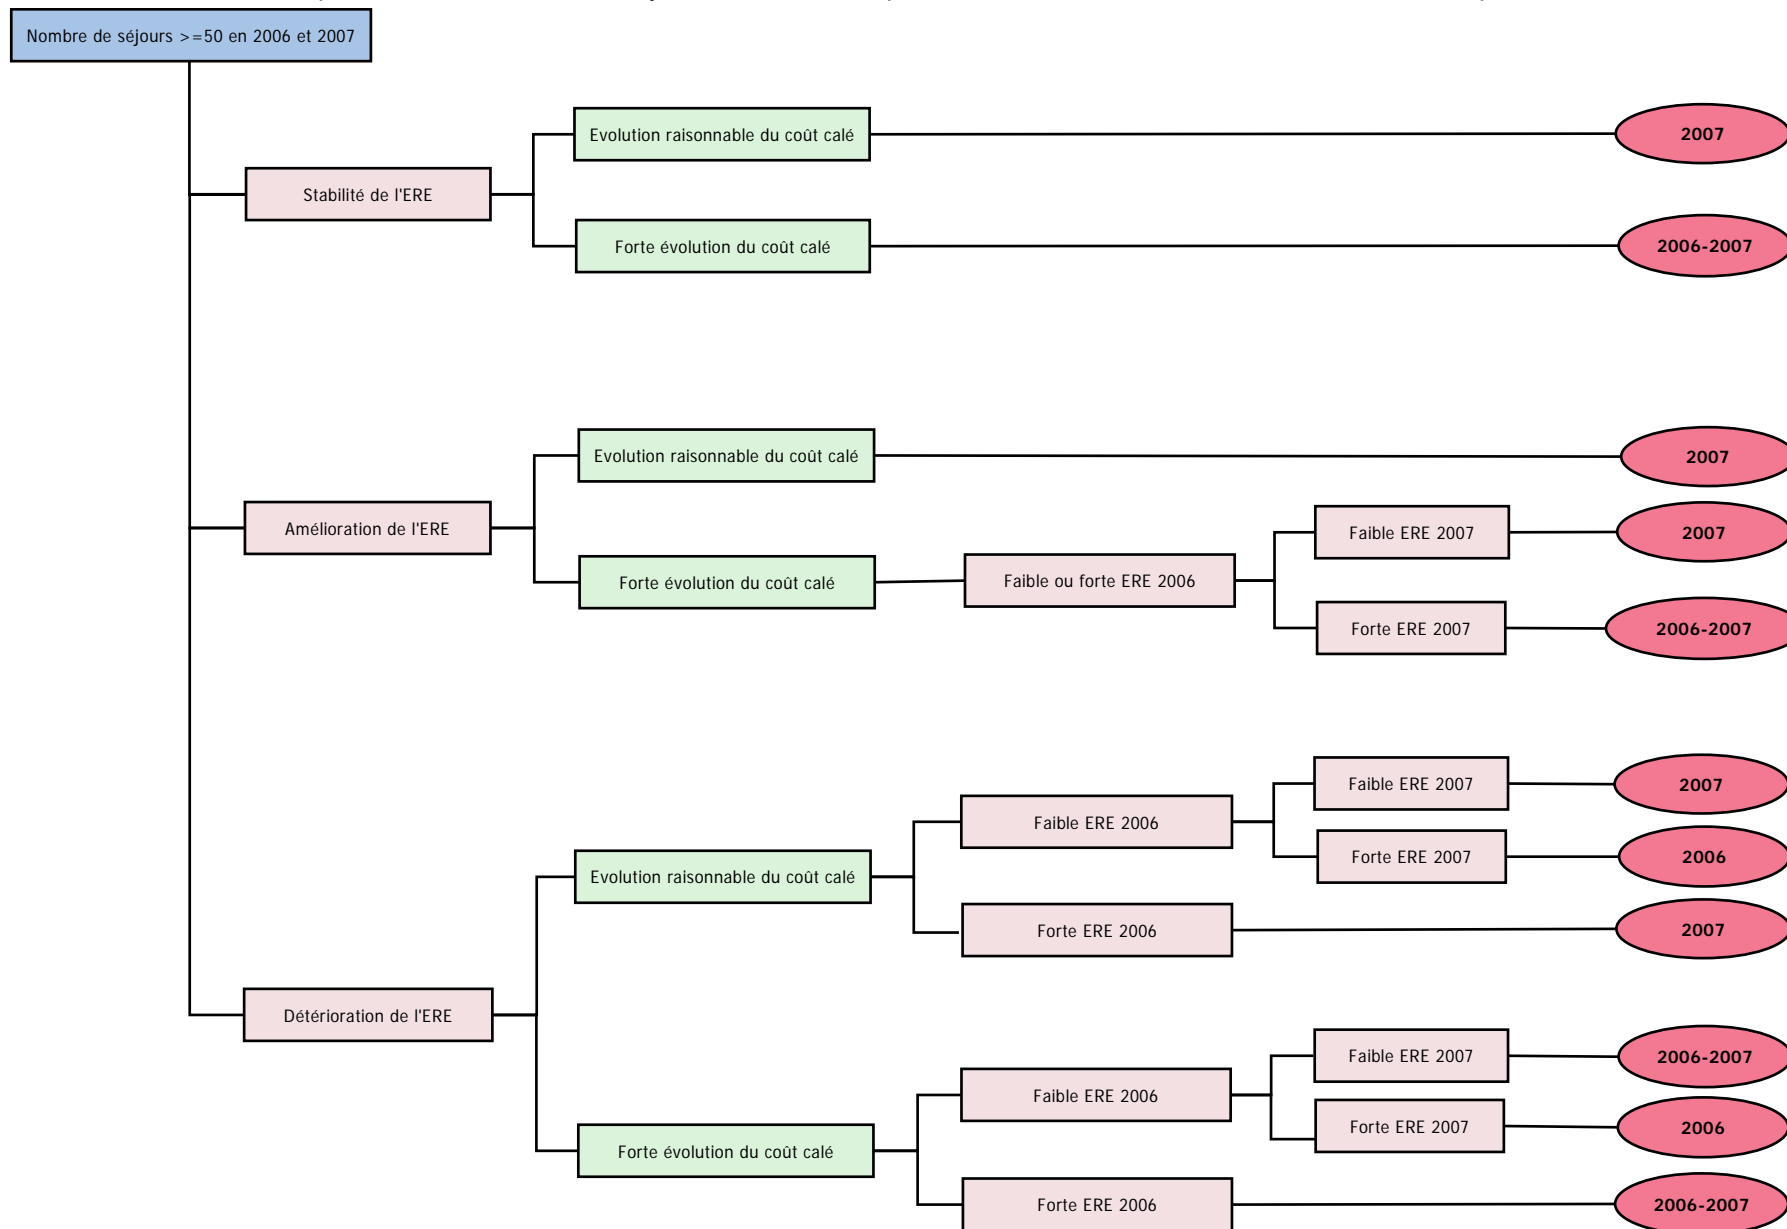 Nombre de séjours >=50 en 2006 et 2007
Evolution raisonnable du coût calé
2007
Stabilité de l'ERE
Forte évolution du coût calé
2006-2007
Evolution raisonnable du coût calé
2007
Amélioration de l'ERE
Faible ERE 2007
2007
Forte évolution du coût calé
Faible ou forte ERE 2006
Forte ERE 2007
2006-2007
Faible ERE 2007
2007
Faible ERE 2006
Forte ERE 2007
2006
Evolution raisonnable du coût calé
Forte ERE 2006
2007
Détérioration de l'ERE
Faible ERE 2007
2006-2007
Faible ERE 2006
Forte ERE 2007
2006
Forte évolution du coût calé
Forte ERE 2006
2006-2007